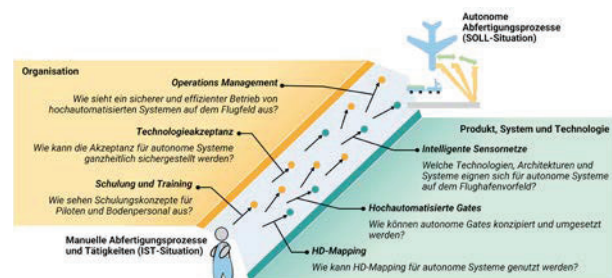 Autonome
Abfertigungsprozesse
(SOLL-Situation)
Organisation
Operations Management
Wie sieht ein sicherer und effizienter Betrieb von
hochautomatisierten Systemen auf dem Flugfeld aus?
Technologieakzeptanz
Wie kann die Akzeptanz für autonome Systeme
ganzheitlich sichergestellt werden?
Schulung und Training
Wie sehen Schulungskonzepte für
Piloten und Bodenpersonal aus?
Manuelle Abfertigungsprozesse
und Tätigkeiten (IST-Situation)
Produkt, System und Technologie
Intelligente Sensornetze
Welche Technologien, Architekturen und
Systeme eignen sich für autonome Systeme
auf dem Flughafenvorfeld?
Hochautomatisierte Gates
Wie können autonome Gates konzipiert und umgesetzt
werden?
HD-Mapping
Wie kann HD-Mapping für autonome Systeme genutzt werden?